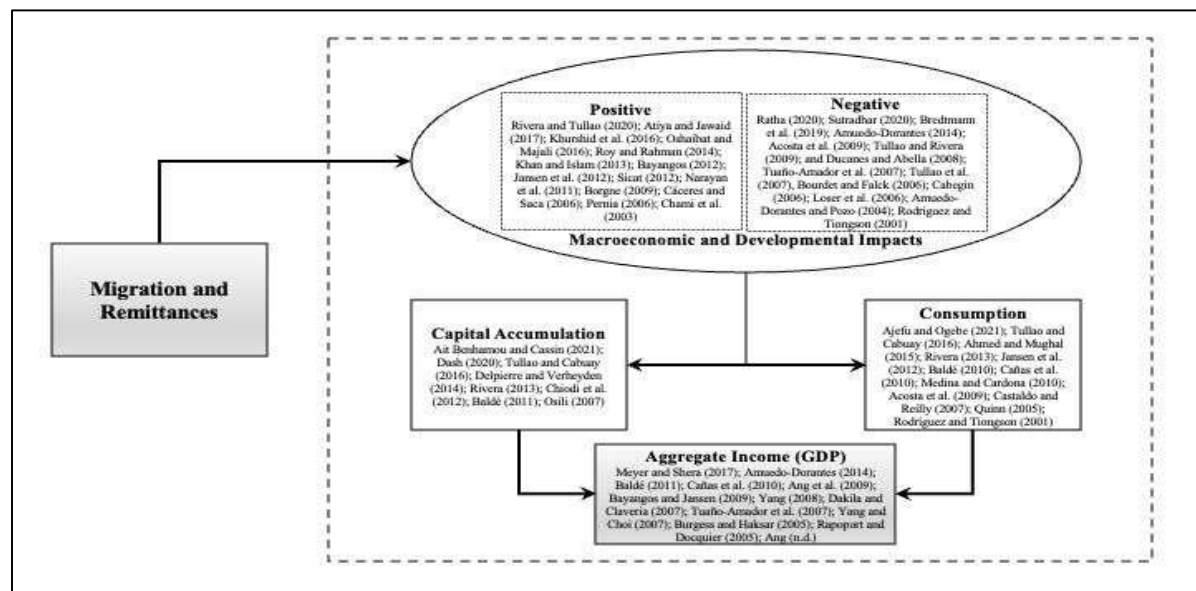 Positive
Rivera and Tullao (2020); Atiya and Jawaid
(2017); Khurshid et al. (2016); Oshaibat and
Majali (2016); Roy and Rahman (2014);
Khan and Islam (2013); Bayangos (2012);
Jansen et al. (2012); Sicat (2012); Narayan
et al. (2011); Borgne (2009); Cáceres and
Saca (2006); Pernia (2006); Chami et al.
(2003)
Negative
Ratha (2020); Sutradhar (2020); Bredtmann
et al. (2019); Amuedo-Dorantes (2014);
Acosta et al. (2009); Tullao and Rivera
(2009); and Ducanes and Abella (2008);
Tuaño-Amador et al. (2007); Tullao et al.
(2007), Bourdet and Falck (2006); Cabegin
(2006); Loser et al. (2006); Amuedo-
Dorantes and Pozo (2004); Rodriguez and
Tiongson (2001)
Macroeconomic and Developmental Impacts
Migration and
Remittances
Capital Accumulation
Ait Benhamou and Cassin (2021);
Dash (2020); Tullao and Cabuay
(2016); Delpierre and Verheyden
(2014); Rivera (2013); Chiodi et al.
(2012); Baldé (2011); Osili (2007)
Consumption
Ajefu and Ogebe (2021); Tullao and
Cabuay (2016); Ahmed and Mughal
(2015); Rivera (2013); Jansen et al.
(2012); Baldé (2010); Cañas et al.
(2010); Medina and Cardona (2010);
Acosta et al. (2009); Castaldo and
Reilly (2007); Quinn (2005);
Rodriguez and Tiongson (2001)
Aggregate Income (GDP)
Meyer and Shera (2017); Amuedo-Dorantes (2014);
Baldé (2011); Cañas et al. (2010); Ang et al. (2009);
Bayangos and Jansen (2009); Yang (2008); Dakila and
Claveria (2007); Tuaño-Amador et al. (2007); Yang and
Choi (2007); Burgess and Haksar (2005); Rapoport and
Docquier (2005); Ang (n.d.)